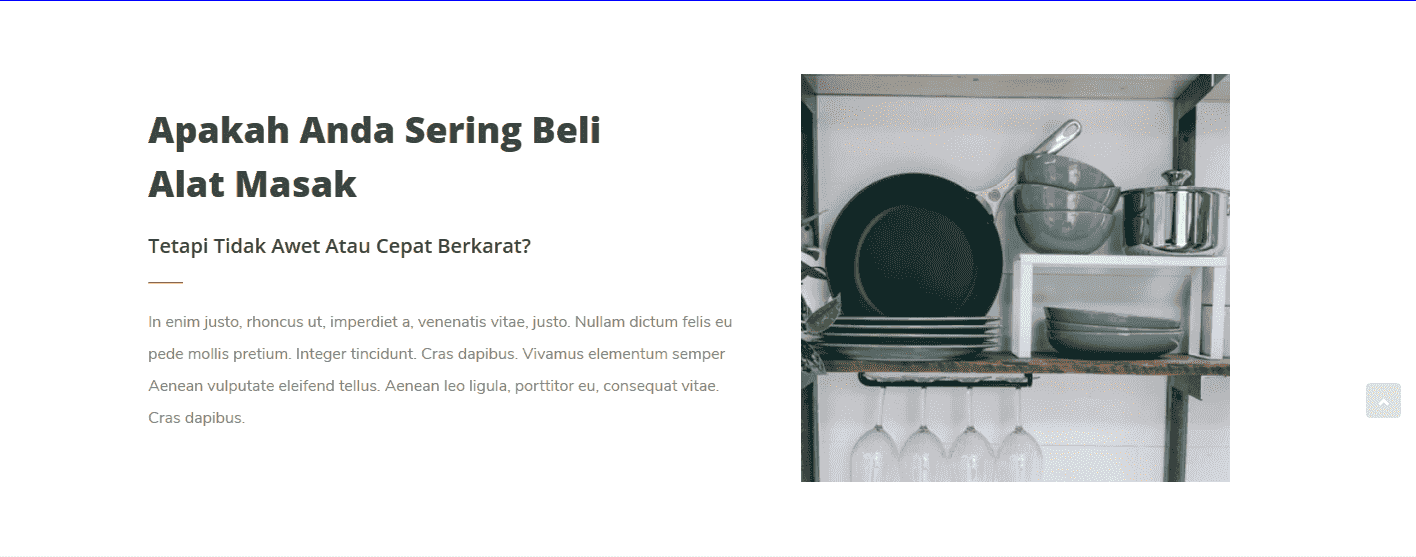 Apakah Anda Sering Beli
Alat Masak
Tetapi Tidak Awet Atau Cepat Berkarat?
In enim justo, rhoncus ut, imperdiet a, venenatis vitae, justo. Nullam dictum felis eu
pede mollis pretium. Integer tincidunt. Cras dapibus. Vivamus elementum semper
Aenean vulputate eleifend tellus. Aenean leo ligula, porttitor eu, consequat vitae.
Cras dapibus.